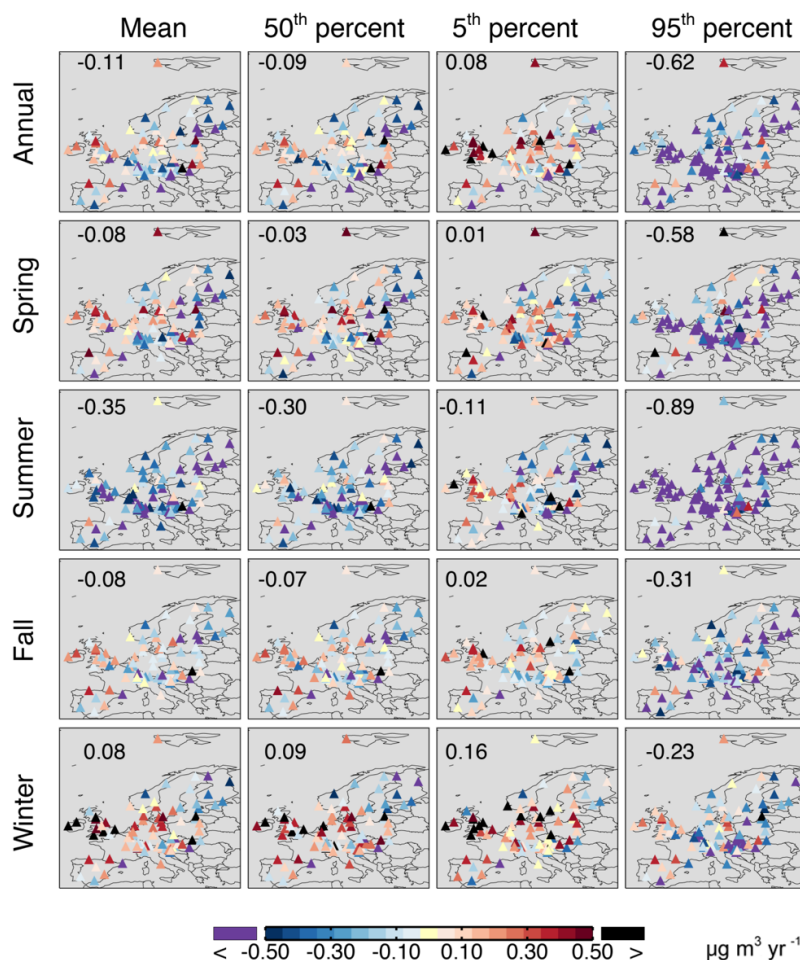 Mean 50th percent 5th percent 95th percent
Annual -0.11 -0.09 0.08 -0.62
Spring -0.08 -0.03 0.01 -0.58
Summer -0.35 -0.30 -0.11 -0.89
Fall -0.08 -0.07 0.02 -0.31
Winter 0.08 0.09 0.16 -0.23
< -0.50 -0.30 -0.10 0.10 0.30 0.50 > µg m³ yr⁻¹